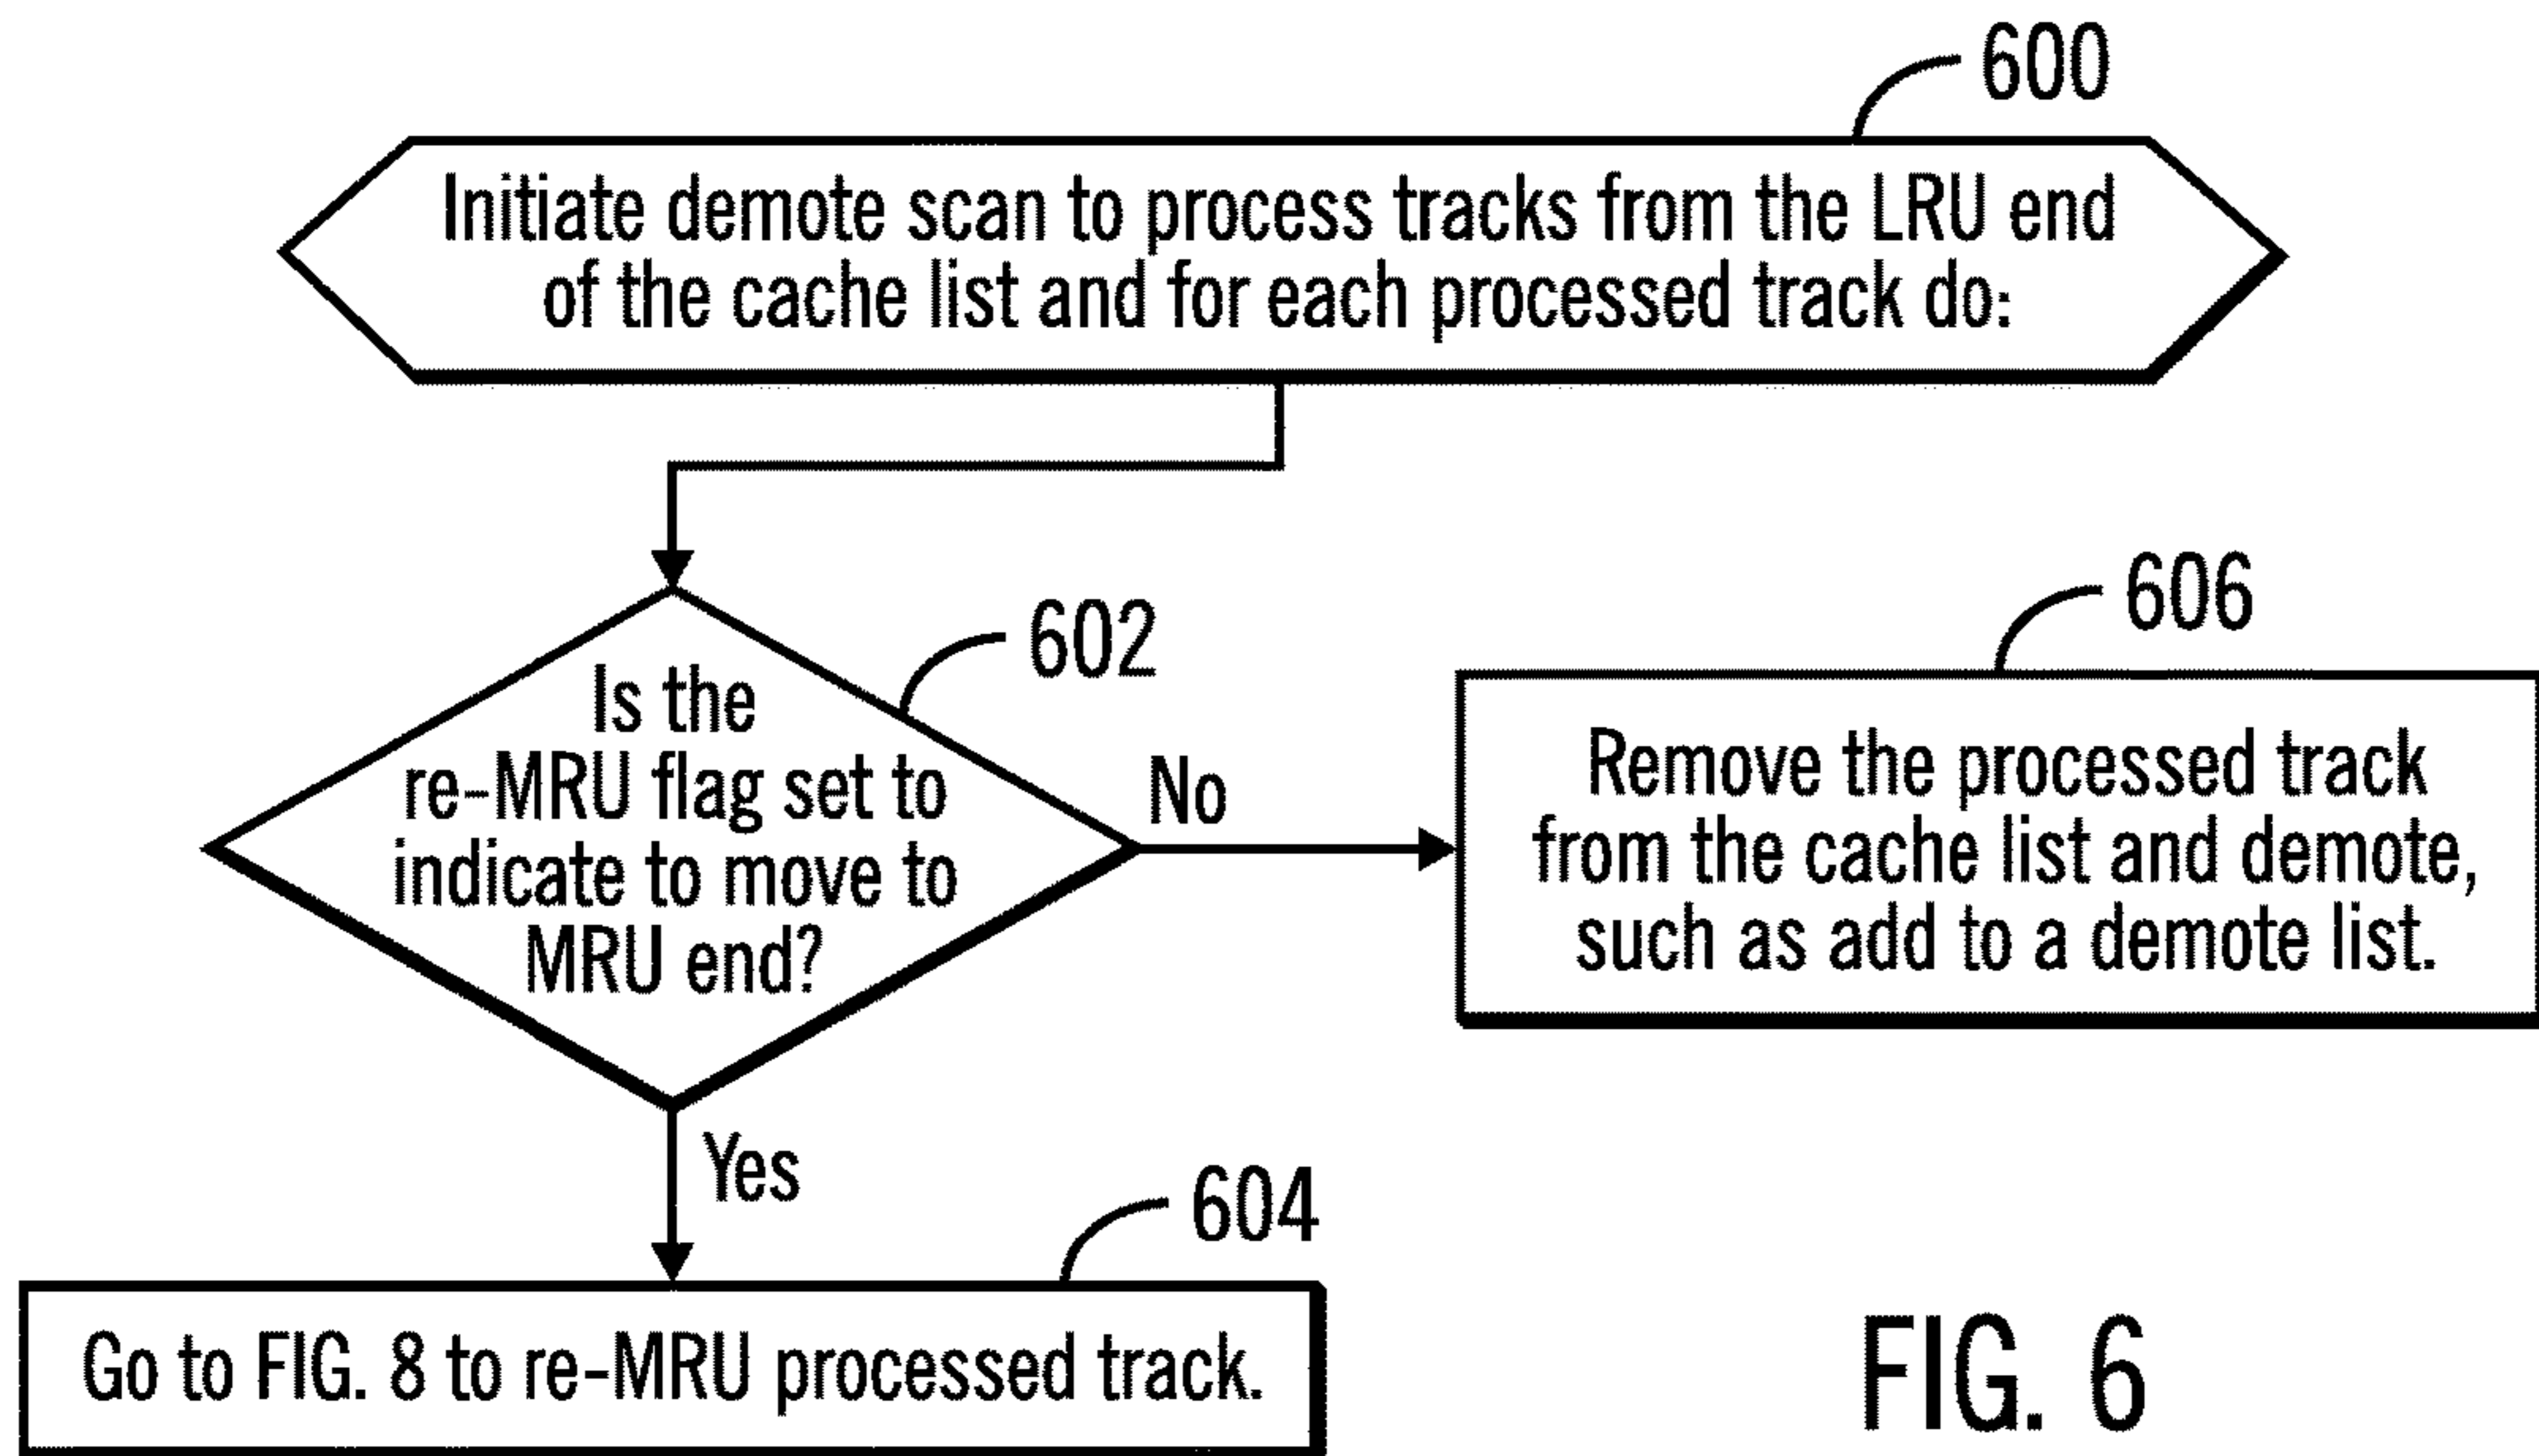 600
Initiate demote scan to process tracks from the LRU end
of the cache list and for each processed track do:
602
Is the
re-MRU flag set to
indicate to move to
MRU end?
No
606
Remove the processed track
from the cache list and demote,
such as add to a demote list.
Yes
604
Go to FIG. 8 to re-MRU processed track.
FIG. 6